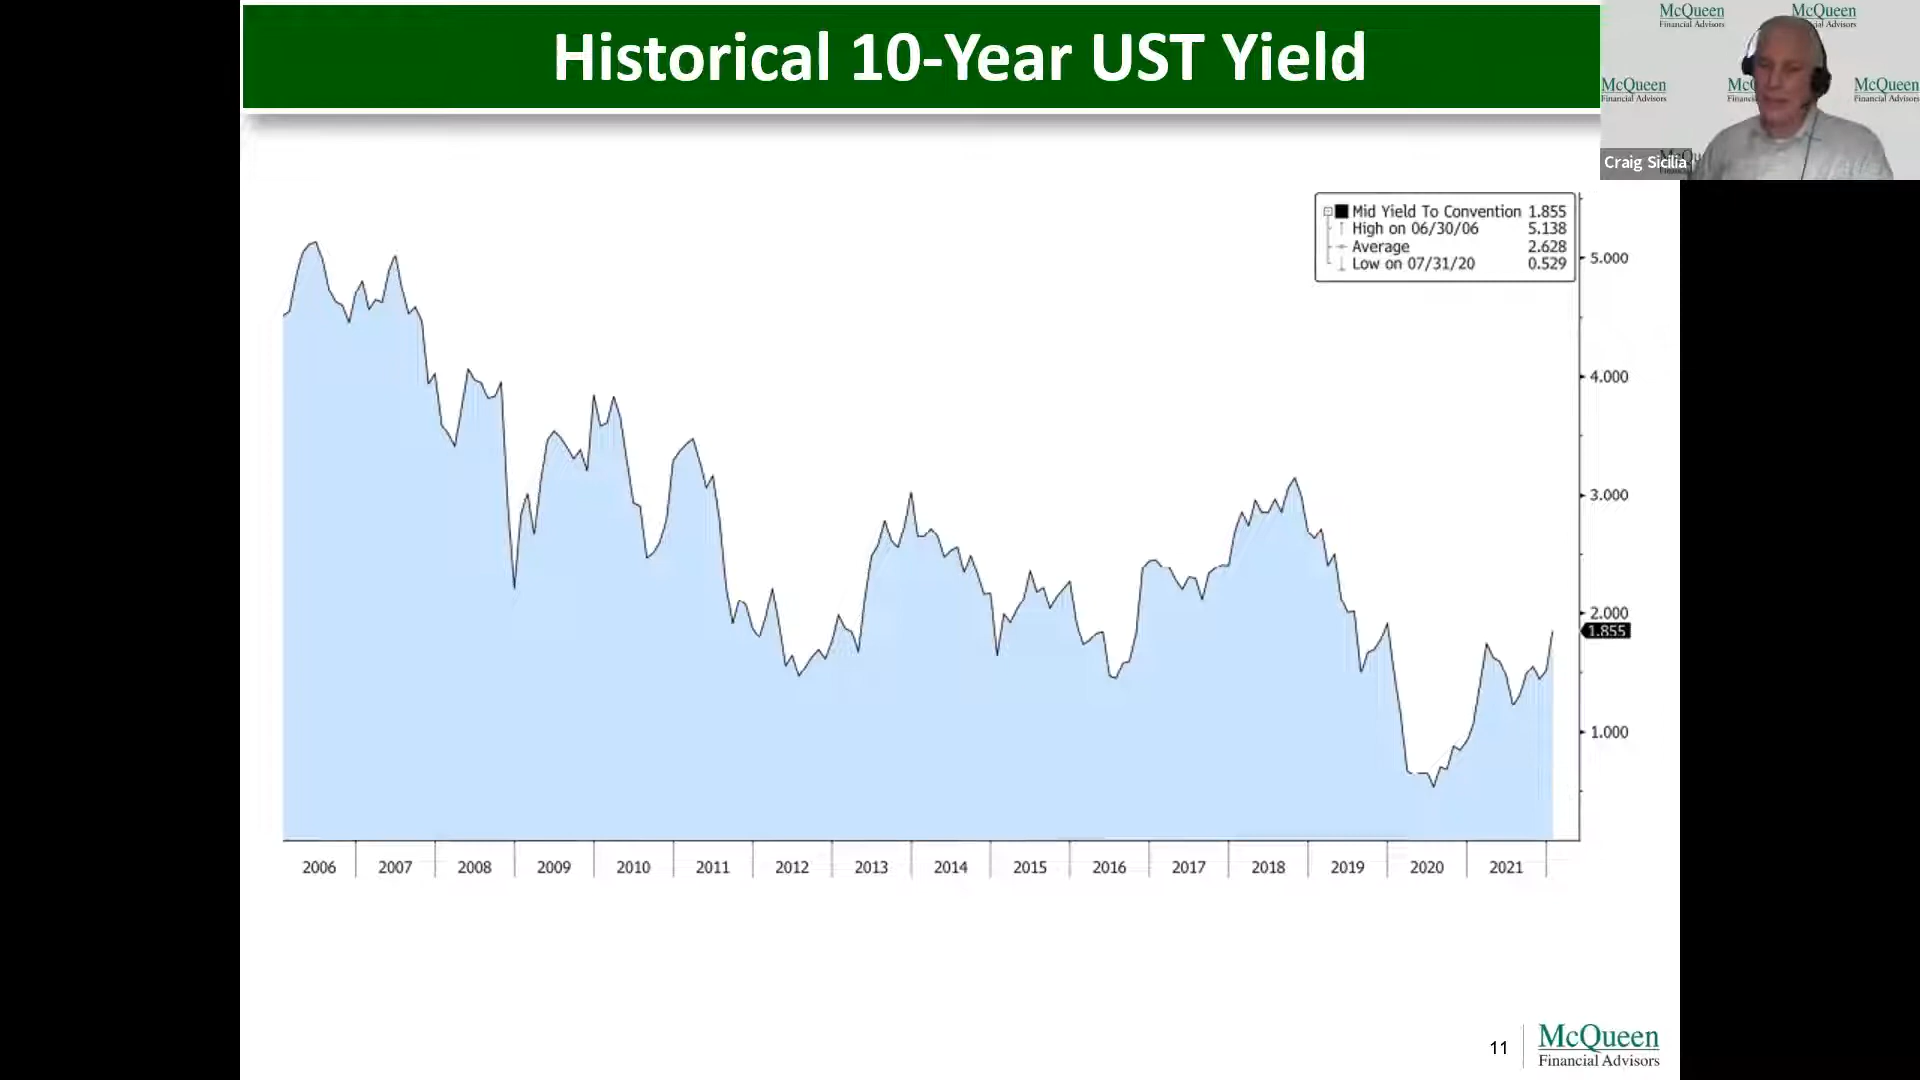 Historical 10-Year UST Yield
McQueen
Financial Advisors
McQueen
Financial Advisors
McQueen
Financial Advisors
McQueen
Financial Advisors
Craig Sicilia
Mid Yield To Convention 1.855
High on 06/30/06 5.138
Average 2.628
Low on 07/31/20 0.529
5.000
4.000
3.000
2.000
1.855
1.000
2006 2007 2008 2009 2010 2011 2012 2013 2014 2015 2016 2017 2018 2019 2020 2021
11
McQueen
Financial Advisors